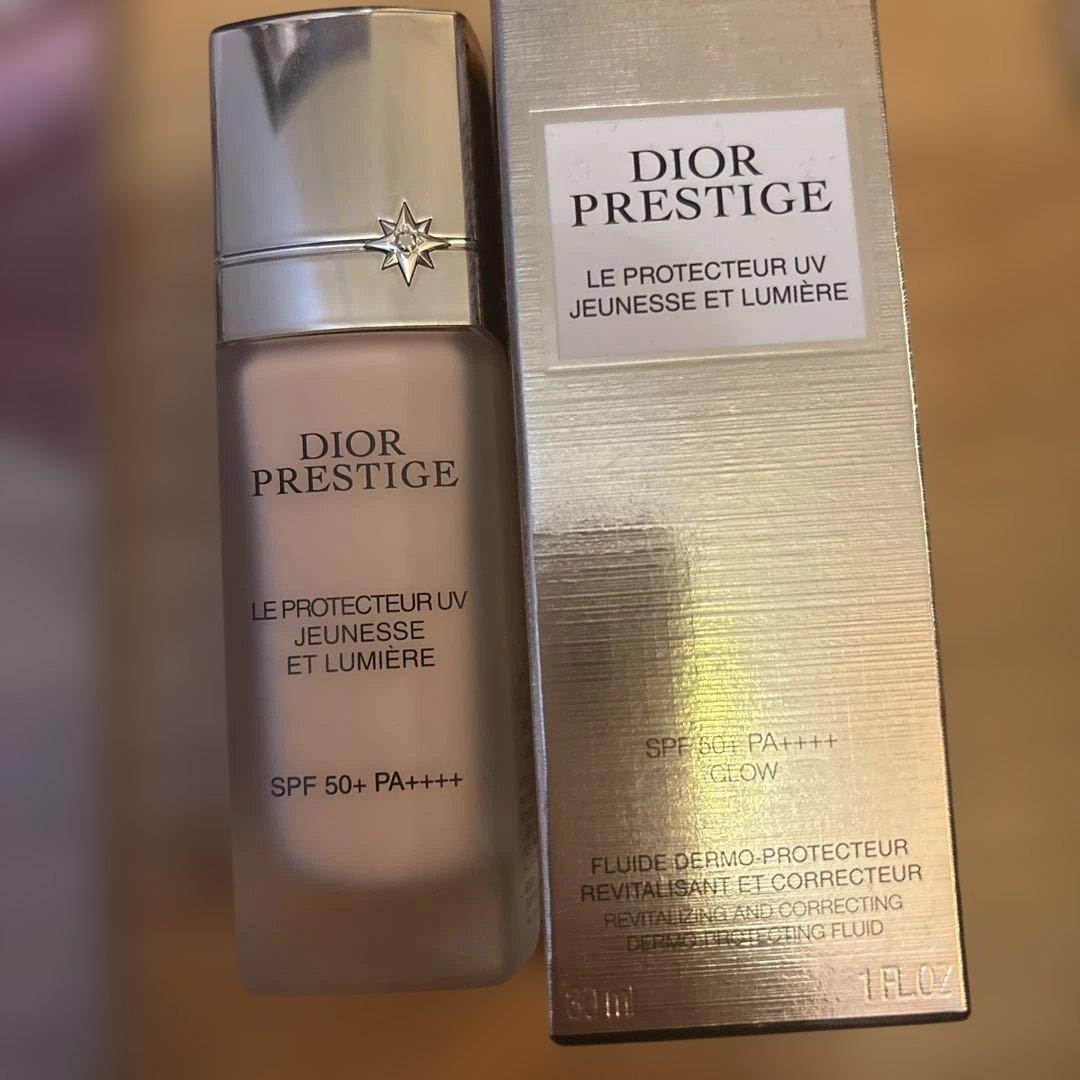 DIOR
PRESTIGE
LE PROTECTEUR UV
JEUNESSE
ET LUMIÈRE
SPF 50+ PA++++
DIOR
PRESTIGE
LE PROTECTEUR UV
JEUNESSE ET LUMIÈRE
SPF 50+ PA++++
GLOW
FLUIDE DERMO-PROTECTEUR
REVITALISANT ET CORRECTEUR
REVITALIZING AND CORRECTING
DERMO-PROTECTING FLUID
30 ml 1 FL.OZ